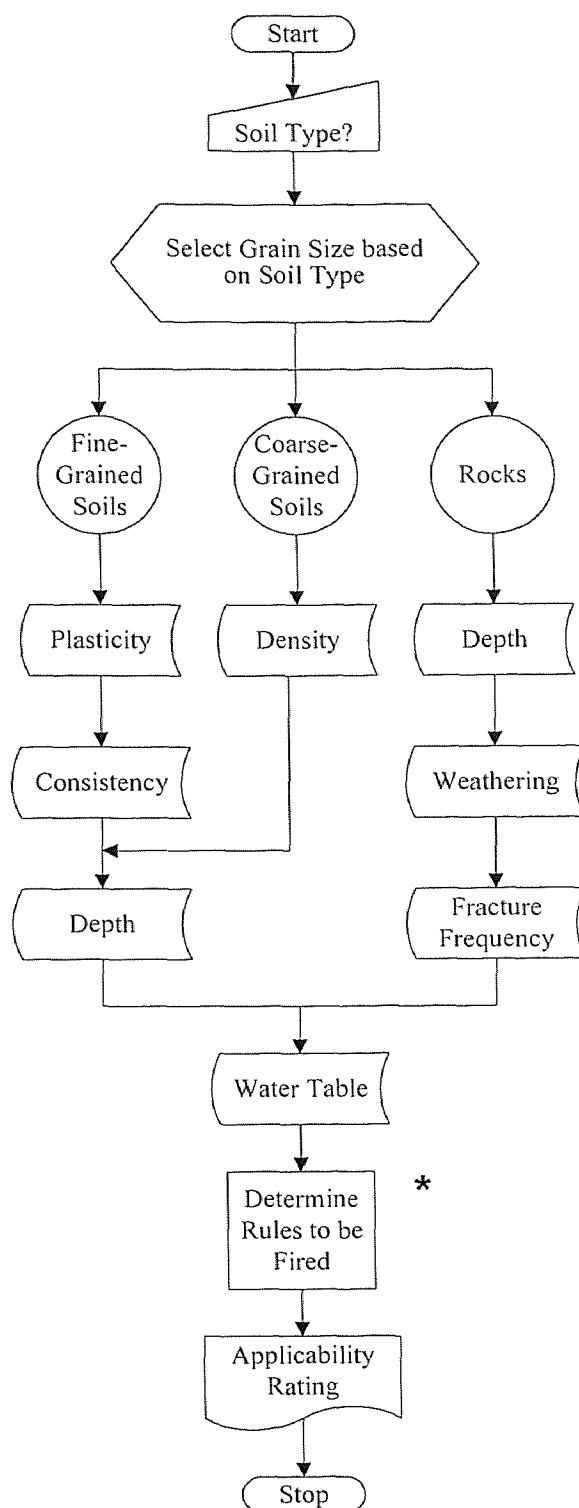 Start
Soil Type?
Select Grain Size based
on Soil Type
Fine-
Grained
Soils
Coarse-
Grained
Soils
Rocks
Plasticity
Density
Depth
Consistency
Weathering
Depth
Fracture
Frequency
Water Table
Determine
Rules to be
Fired
*
Applicability
Rating
Stop